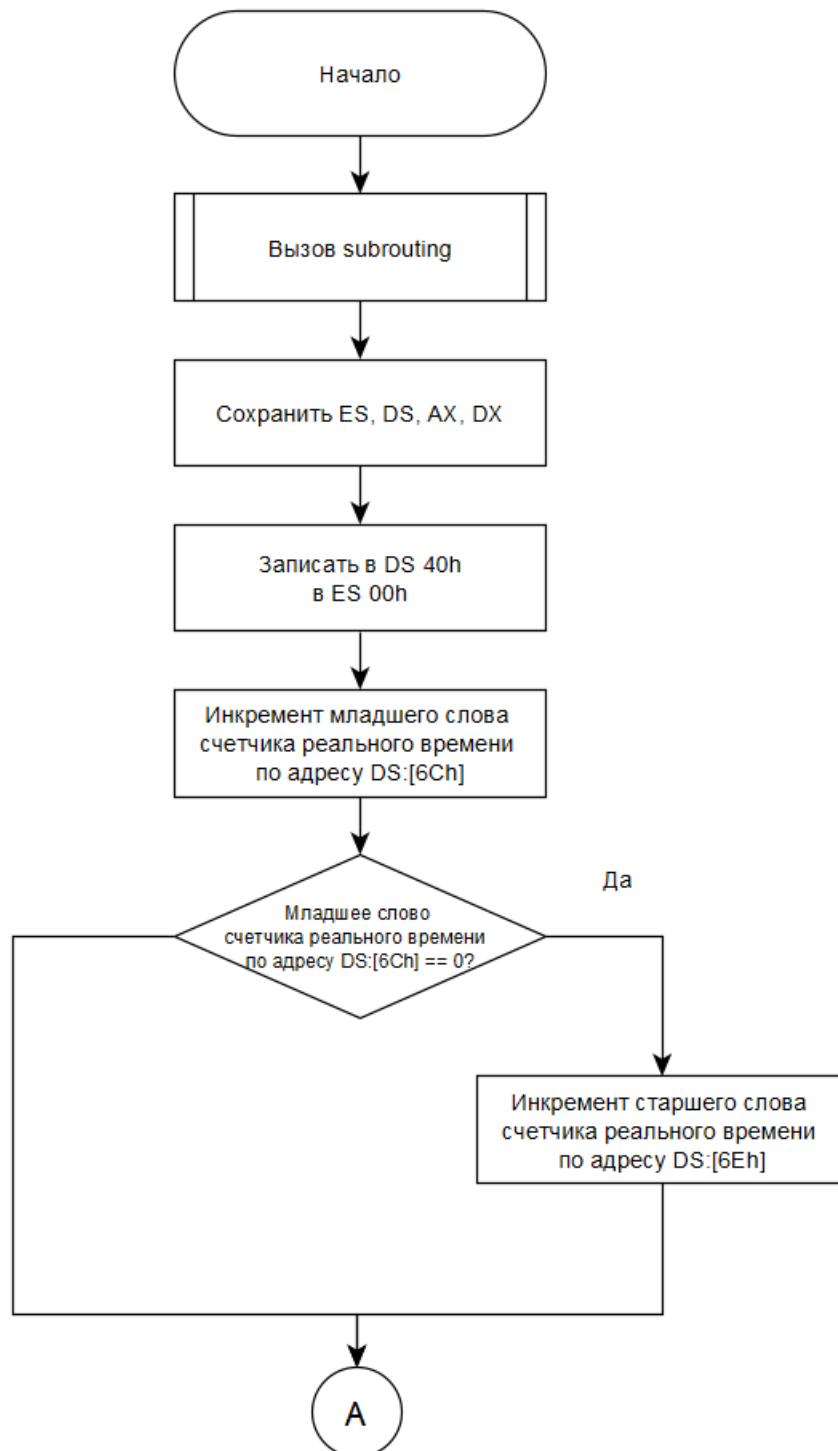 Начало
Вызов subrouting
Сохранить ES, DS, AX, DX
Записать в DS 40h
в ES 00h
Инкремент младшего слова
счетчика реального времени
по адресу DS:[6Ch]
Да
Младшее слово
счетчика реального времени
по адресу DS:[6Ch] == 0?
Инкремент старшего слова
счетчика реального времени
по адресу DS:[6Eh]
A